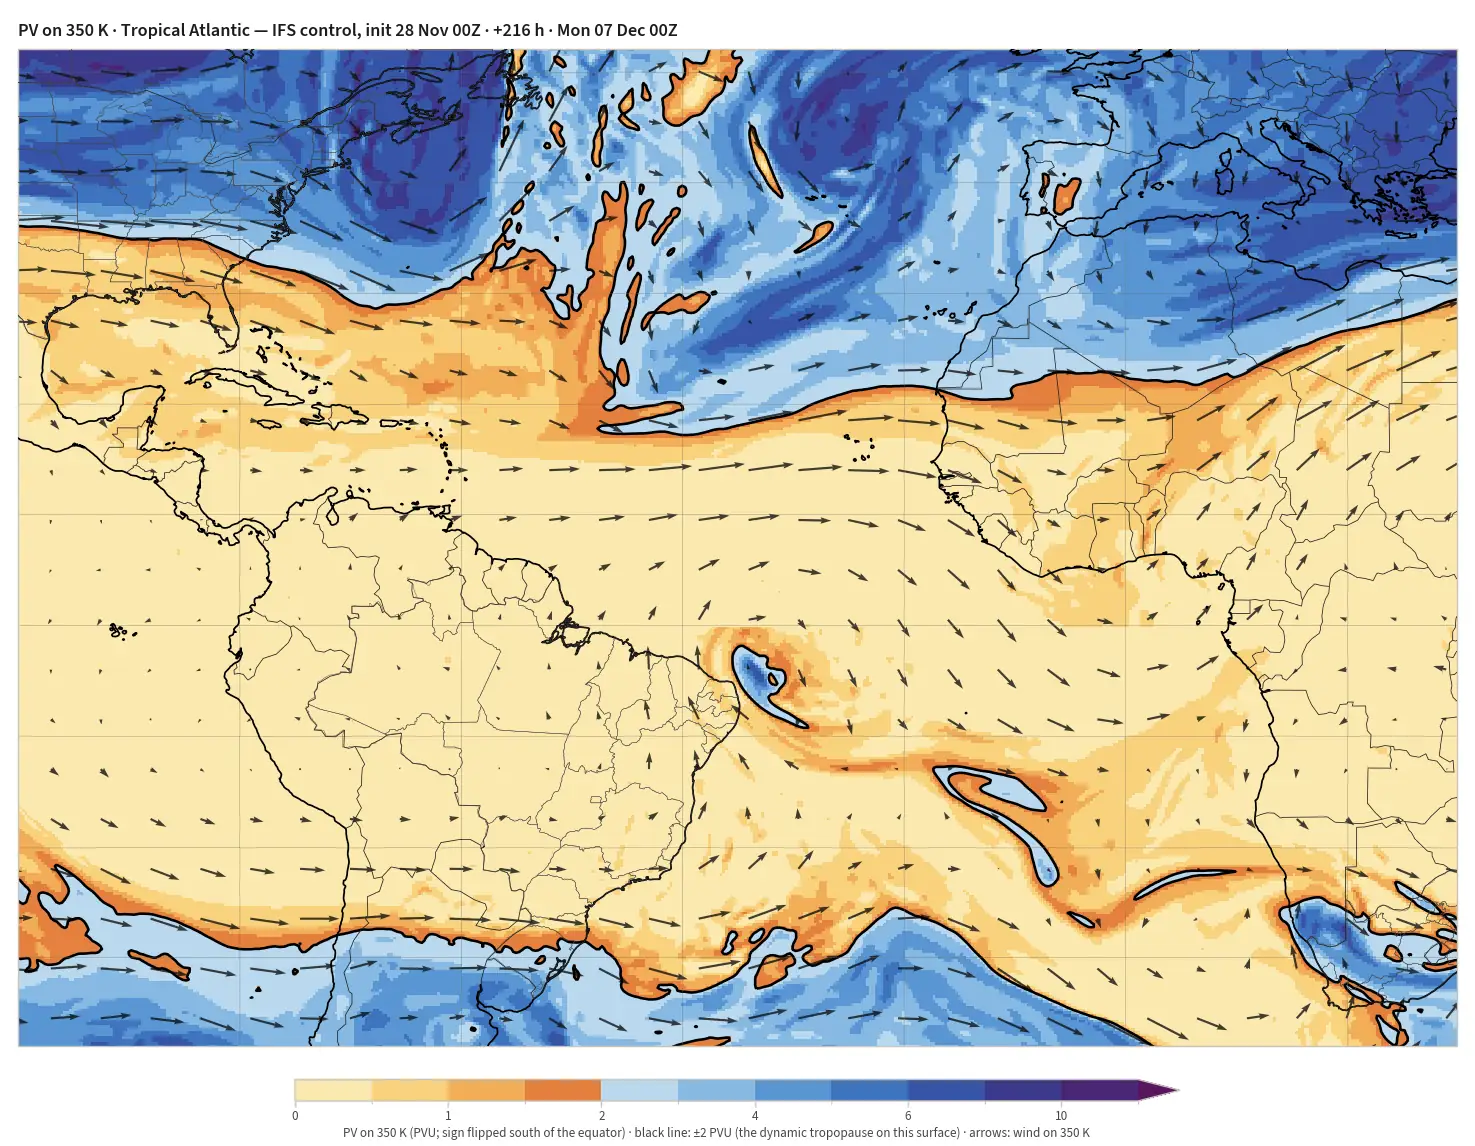 PV on 350 K · Tropical Atlantic — IFS control, init 28 Nov 00Z · +216 h · Mon 07 Dec 00Z
0 1 2 4 6 10
PV on 350 K (PVU; sign flipped south of the equator) · black line: ±2 PVU (the dynamic tropopause on this surface) · arrows: wind on 350 K